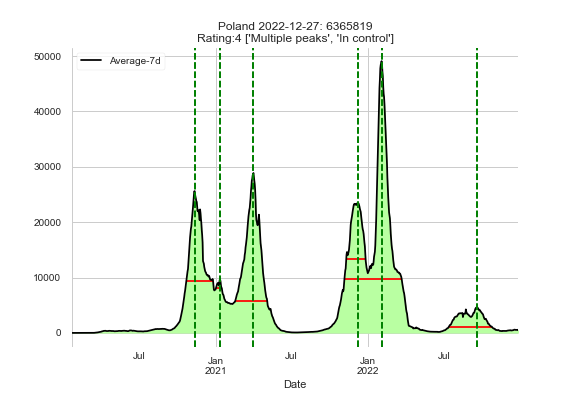 Poland 2022-12-27: 6365819
Rating:4 ['Multiple peaks', 'In control']
Average-7d
50000
40000
30000
20000
10000
0
Jul
Jan
2021
Jul
Jan
2022
Jul
Date